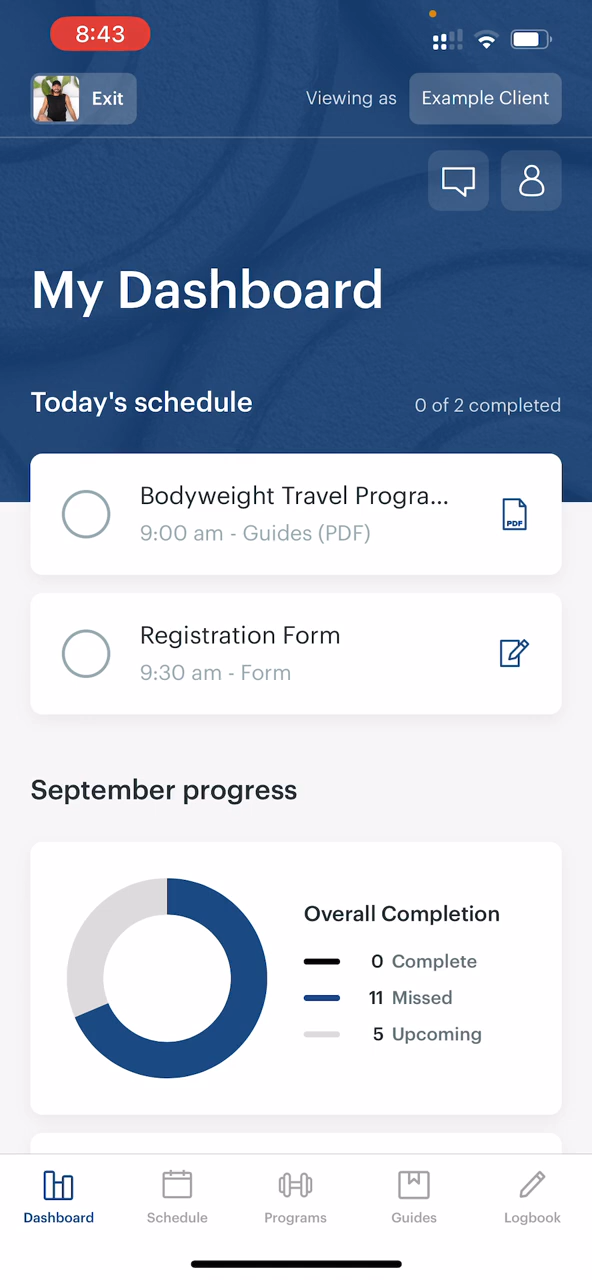 8:43
Exit
Viewing as
Example Client
My Dashboard
Today's schedule
0 of 2 completed
Bodyweight Travel Progra...
9:00 am - Guides (PDF)
PDF
Registration Form
9:30 am - Form
September progress
Overall Completion
0 Complete
11 Missed
5 Upcoming
Dashboard
Schedule
Programs
Guides
Logbook